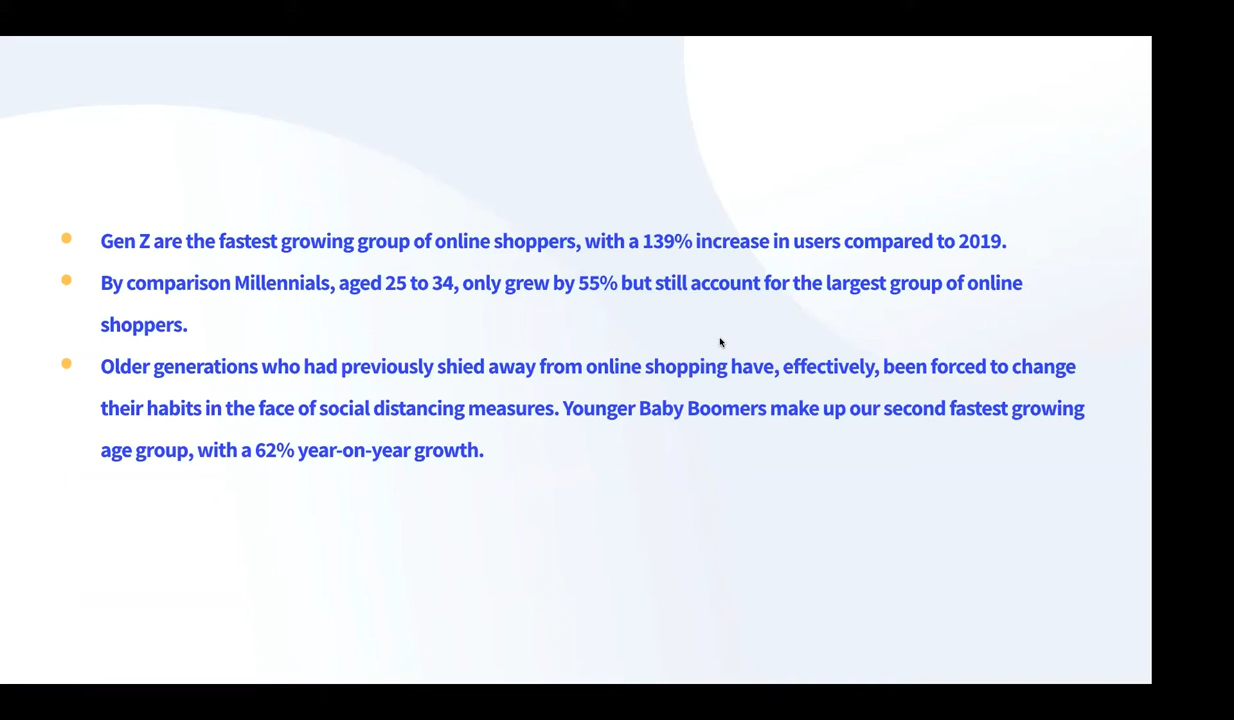 Gen Z are the fastest growing group of online shoppers, with a 139% increase in users compared to 2019.
By comparison Millennials, aged 25 to 34, only grew by 55% but still account for the largest group of online
shoppers.
Older generations who had previously shied away from online shopping have, effectively, been forced to change
their habits in the face of social distancing measures. Younger Baby Boomers make up our second fastest growing
age group, with a 62% year-on-year growth.